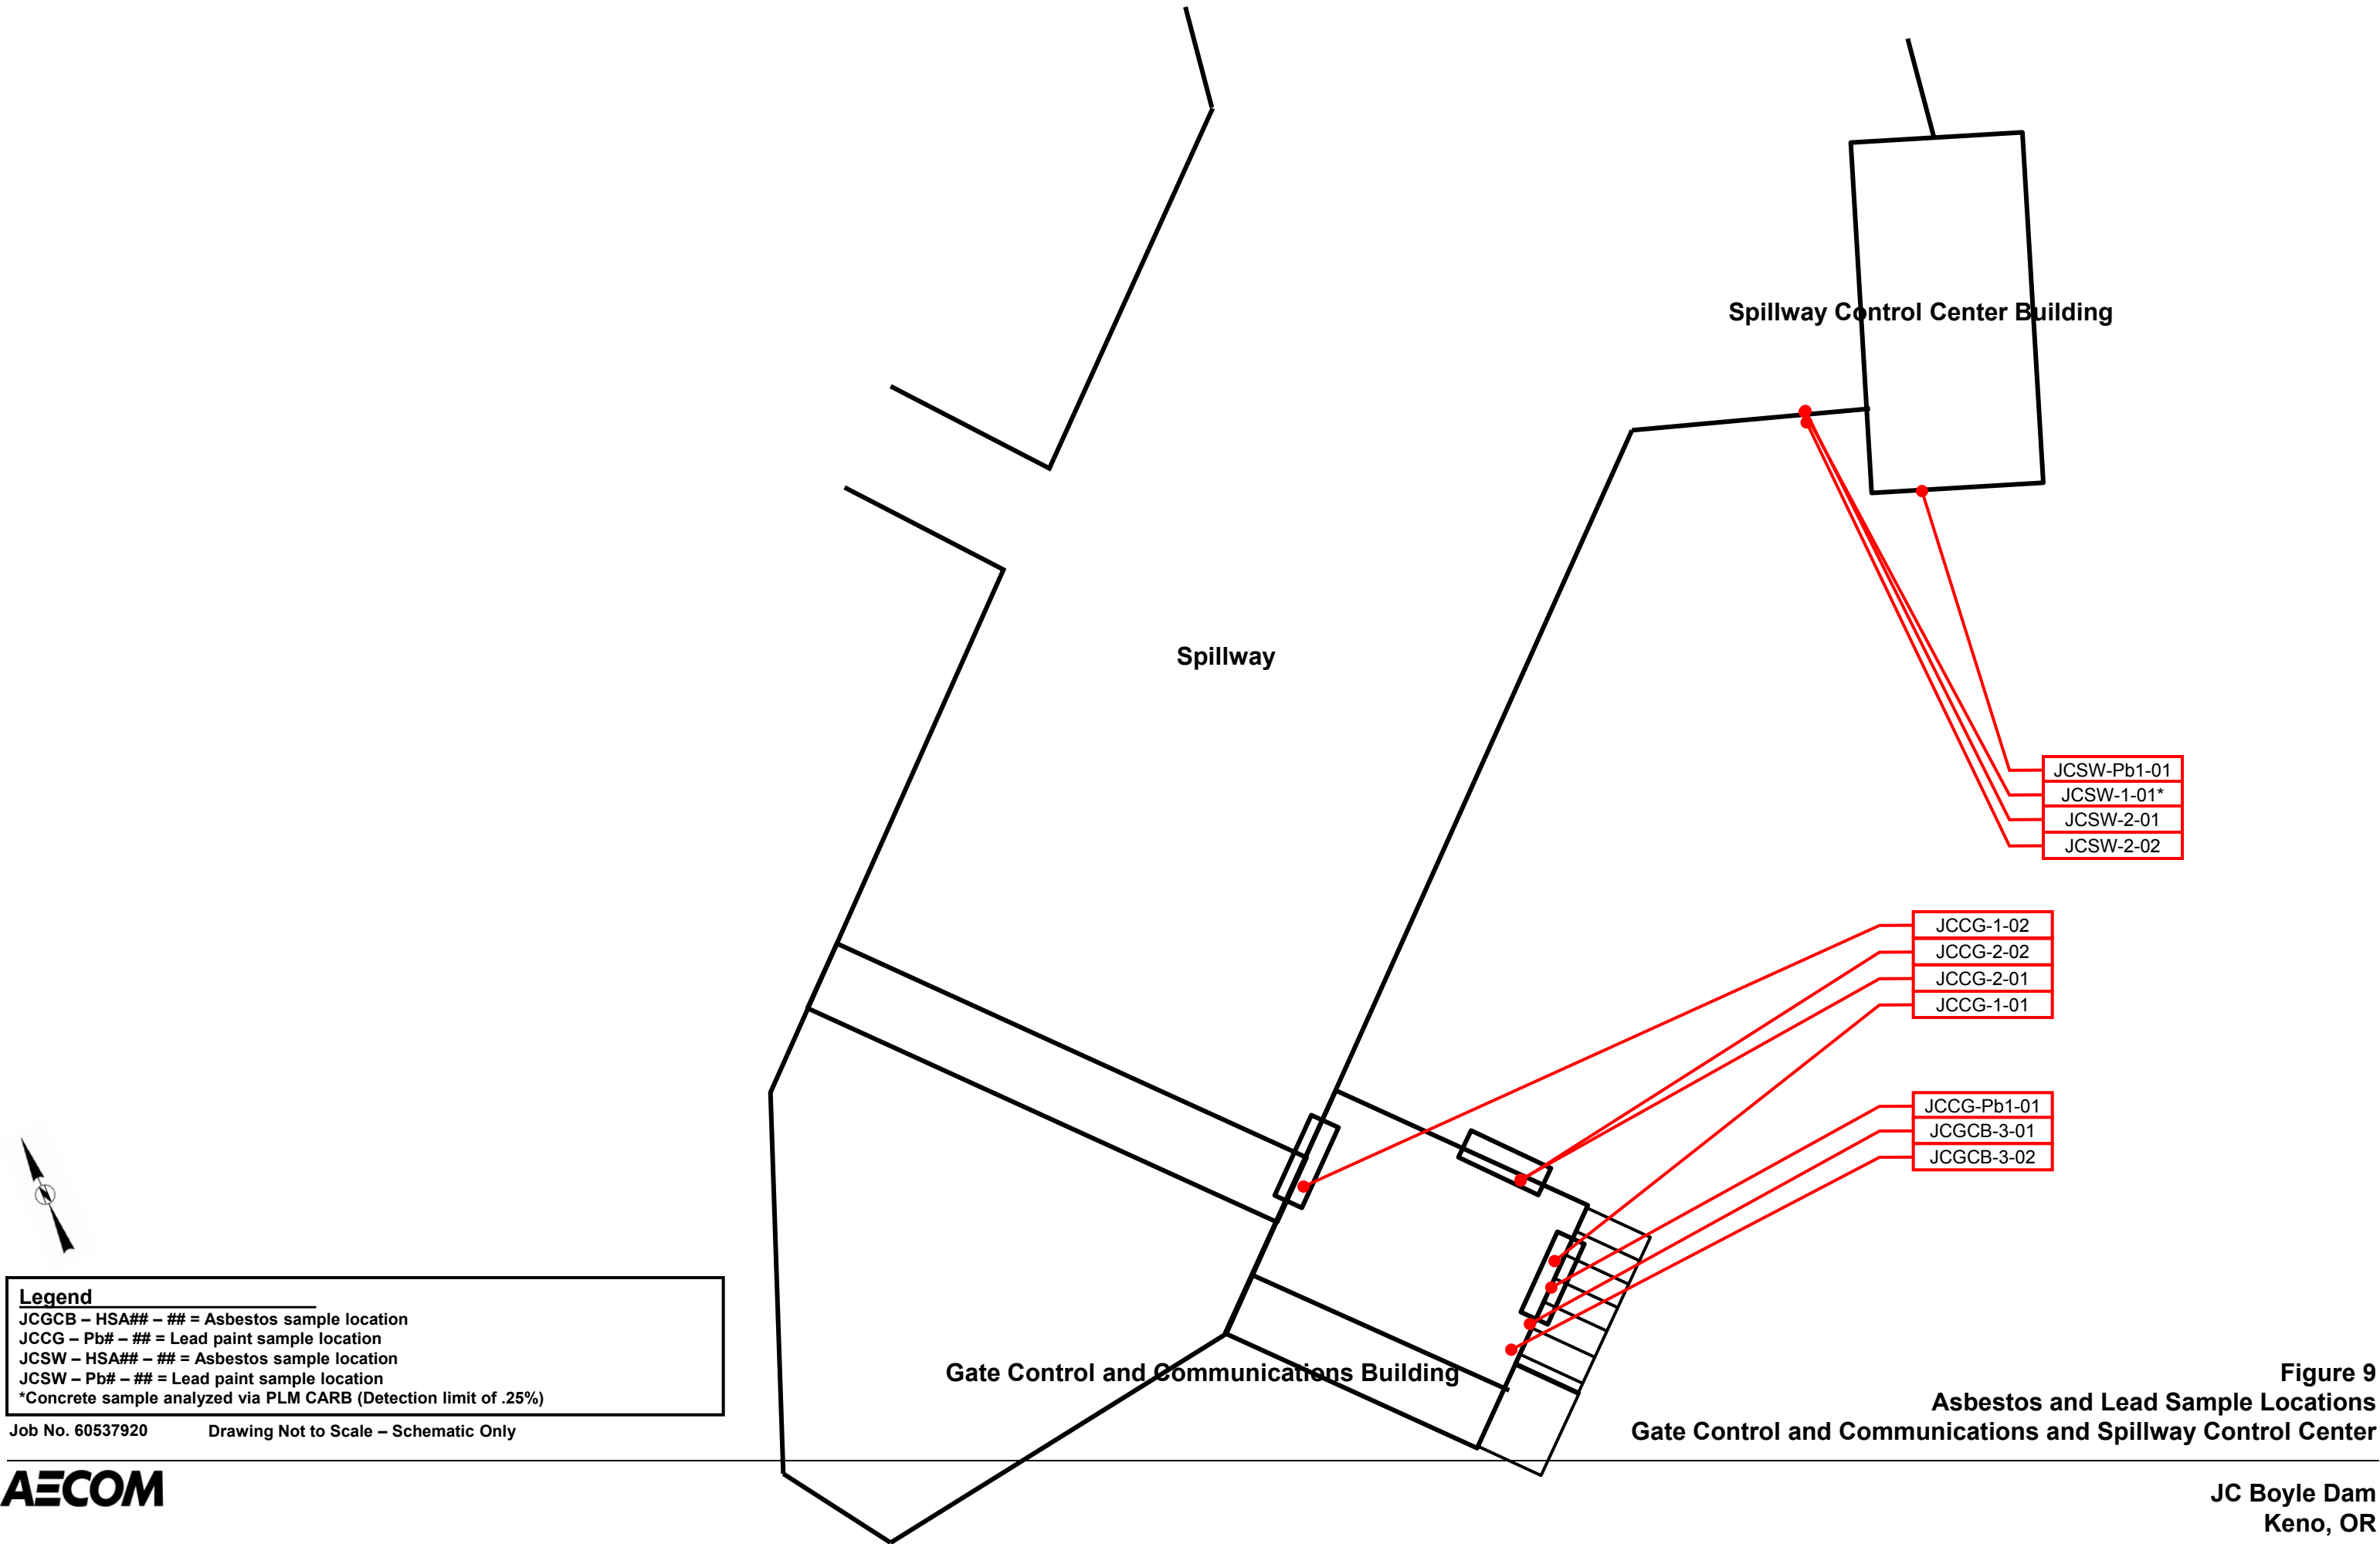 Spillway Control Center Building
Spillway
JCSW-Pb1-01
JCSW-1-01*
JCSW-2-01
JCSW-2-02
JCCG-1-02
JCCG-2-02
JCCG-2-01
JCCG-1-01
JCCG-Pb1-01
JCGCB-3-01
JCGCB-3-02
N
Legend
JCGCB – HSA## – ## = Asbestos sample location
JCCG – Pb# – ## = Lead paint sample location
JCSW – HSA## – ## = Asbestos sample location
JCSW – Pb# – ## = Lead paint sample location
*Concrete sample analyzed via PLM CARB (Detection limit of .25%)
Job No. 60537920 Drawing Not to Scale – Schematic Only
Gate Control and Communications Building
Figure 9
Asbestos and Lead Sample Locations
Gate Control and Communications and Spillway Control Center
AECOM
JC Boyle Dam
Keno, OR